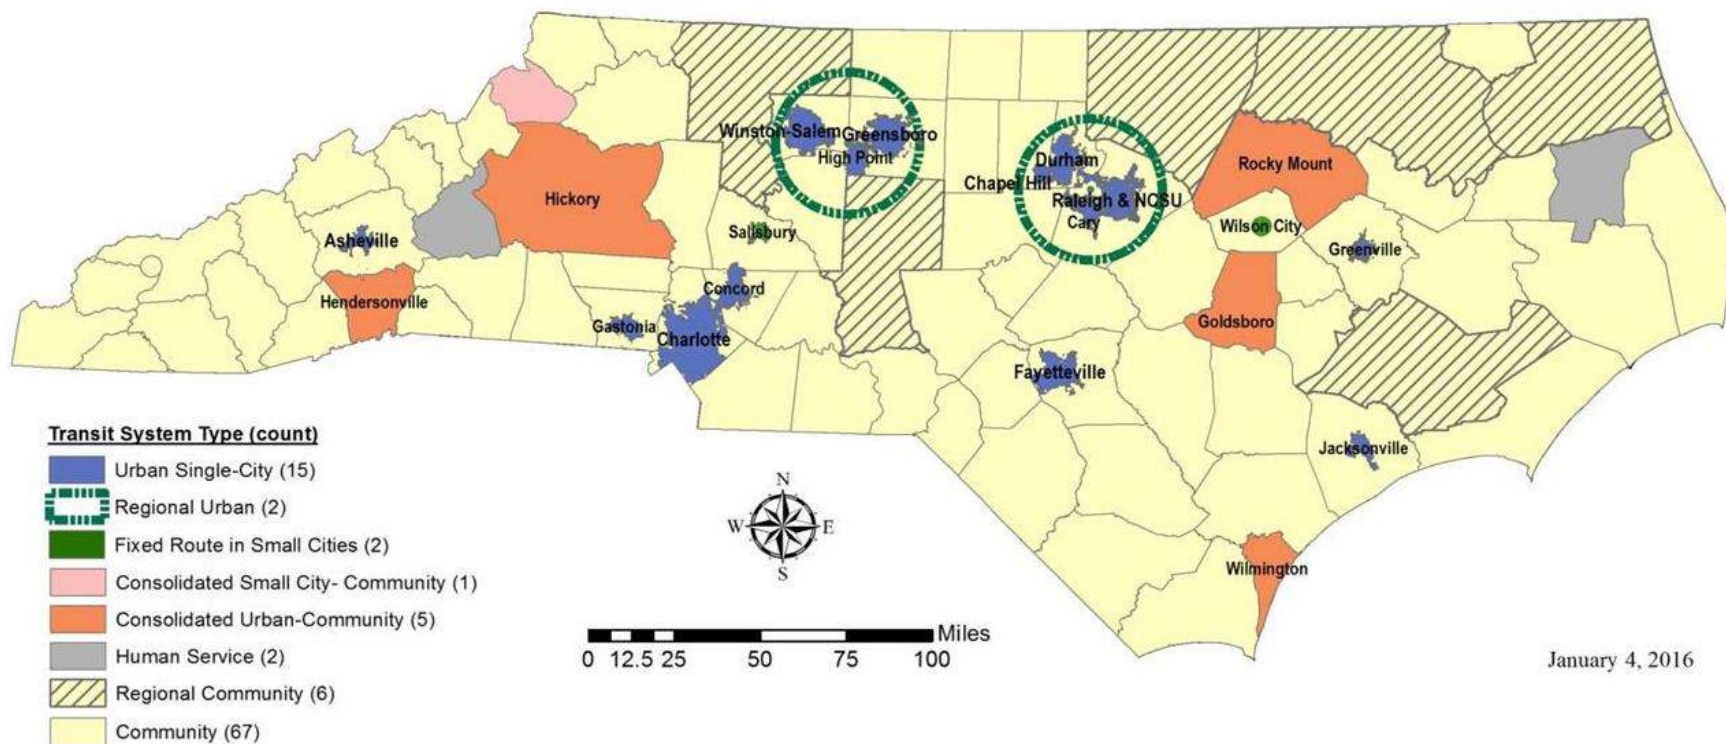 Winston-Salem
Greensboro
High Point
Durham
Chapel Hill
Raleigh & NCSU
Cary
Rocky Mount
Hickory
Salisbury
Wilson City
Asheville
Greenville
Hendersonville
Concord
Gastonia
Charlotte
Goldsboro
Fayetteville
Jacksonville
Wilmington
Transit System Type (count)
Urban Single-City (15)
Regional Urban (2)
Fixed Route in Small Cities (2)
Consolidated Small City- Community (1)
Consolidated Urban-Community (5)
Human Service (2)
Regional Community (6)
Community (67)
N
W E
S
Miles
0 12.5 25 50 75 100
January 4, 2016